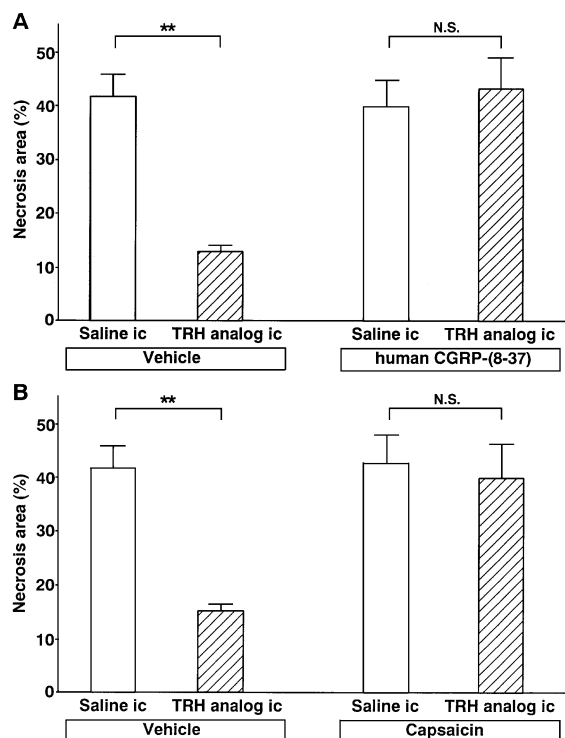 A
**
N.S.
50
40
30
20
10
0
Necrosis area (%)
Saline ic TRH analog ic Saline ic TRH analog ic
Vehicle human CGRP-(8-37)
B
**
N.S.
50
40
30
20
10
0
Necrosis area (%)
Saline ic TRH analog ic Saline ic TRH analog ic
Vehicle Capsaicin